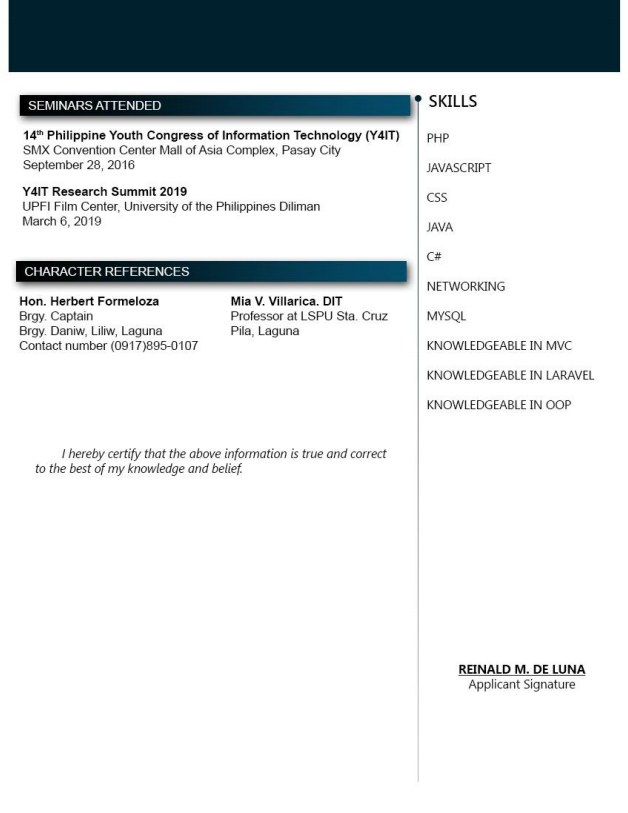 SEMINARS ATTENDED
14th Philippine Youth Congress of Information Technology (Y4IT)
SMX Convention Center Mall of Asia Complex, Pasay City
September 28, 2016
Y4IT Research Summit 2019
UPFI Film Center, University of the Philippines Diliman
March 6, 2019
CHARACTER REFERENCES
Hon. Herbert Formeloza
Brgy. Captain
Brgy. Daniw, Liliw, Laguna
Contact number (0917)895-0107
Mia V. Villarica. DIT
Professor at LSPU Sta. Cruz
Pila, Laguna
I hereby certify that the above information is true and correct
to the best of my knowledge and belief.
SKILLS
PHP
JAVASCRIPT
CSS
JAVA
C#
NETWORKING
MYSQL
KNOWLEDGEABLE IN MVC
KNOWLEDGEABLE IN LARAVEL
KNOWLEDGEABLE IN OOP
REINALD M. DE LUNA
Applicant Signature